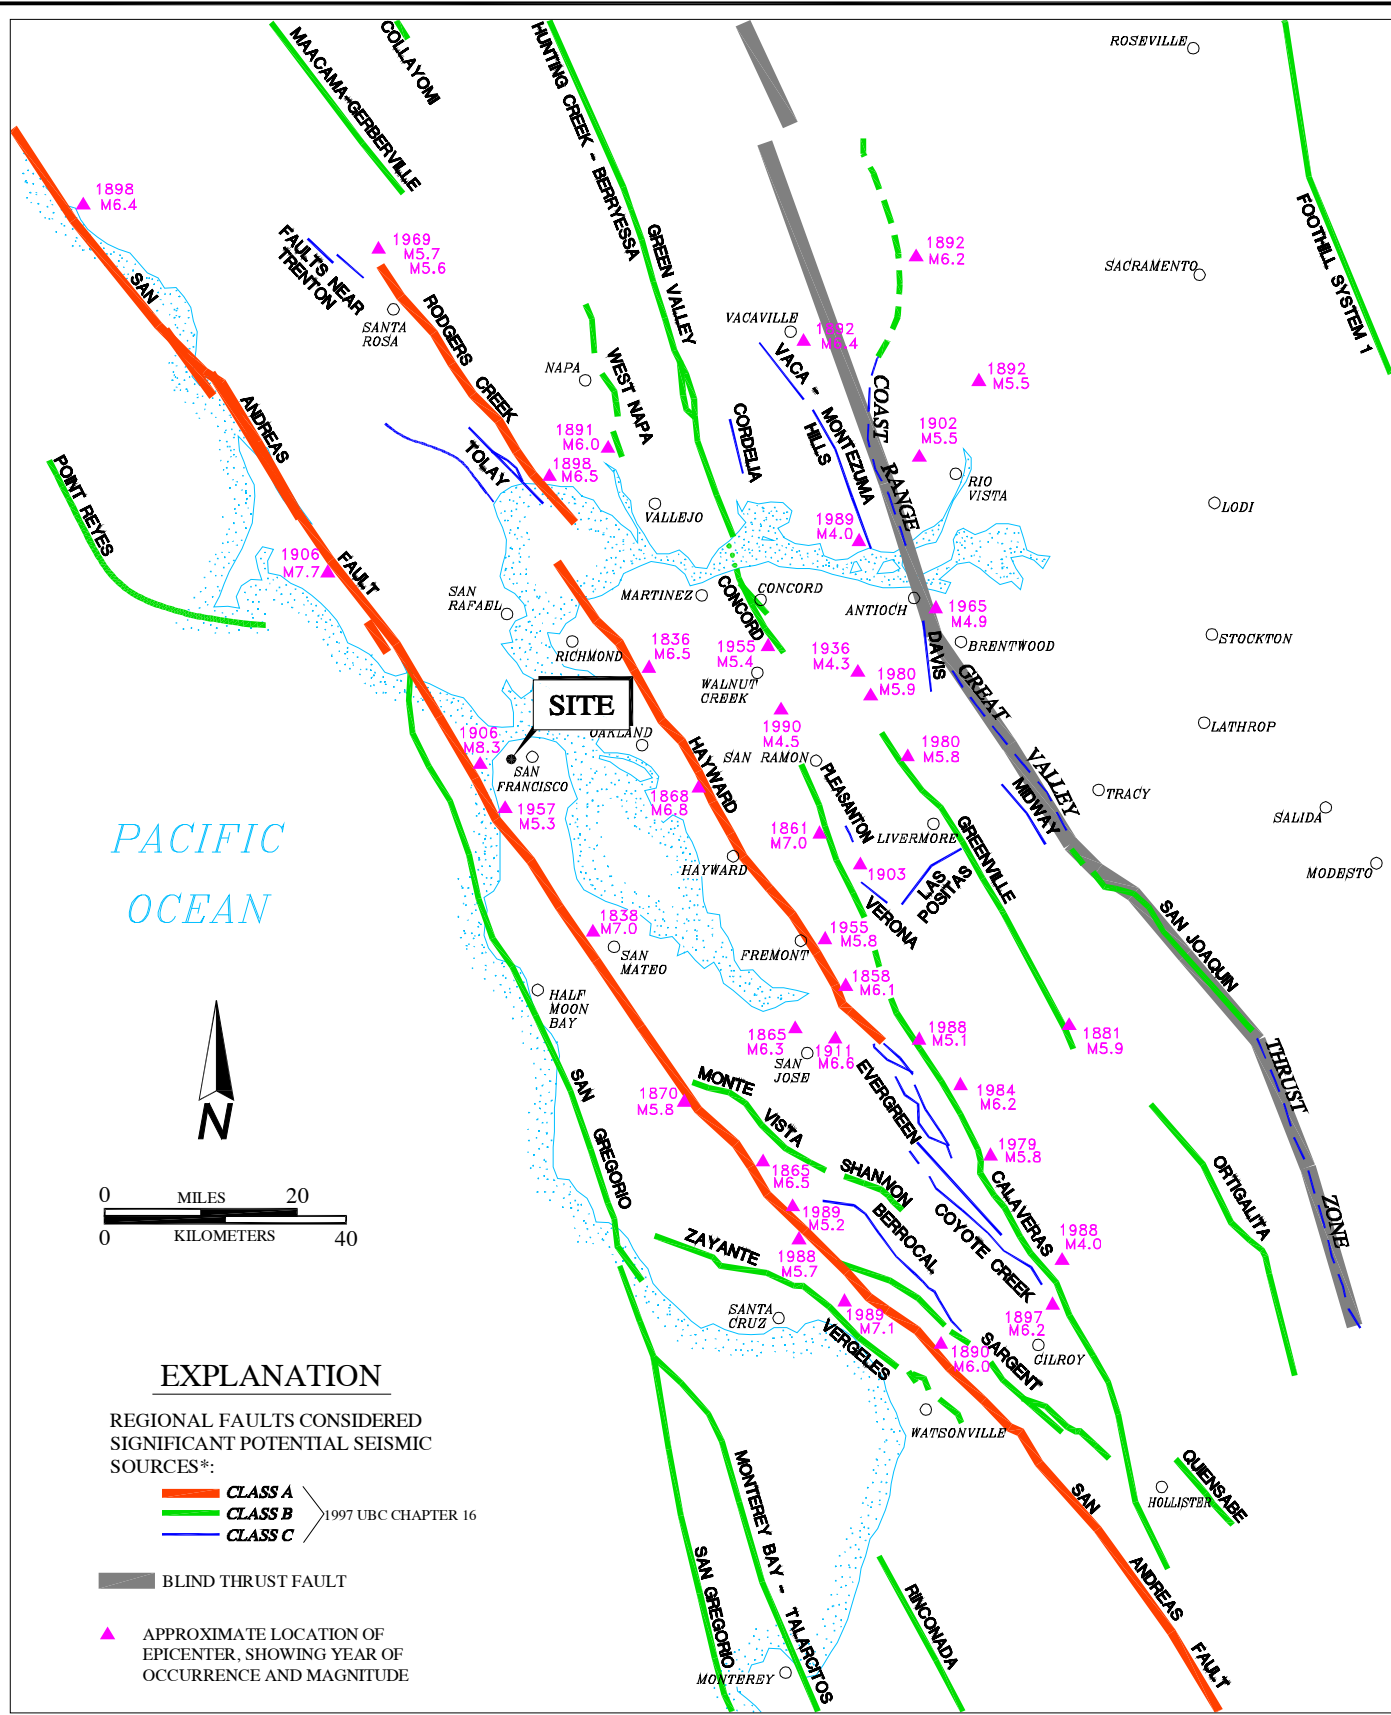 ROSEVILLE
COLLAYOMI
MAACAMA-GERBERVILLE
HUNTING CREEK - BERRYESSA
1898
M6.4
FOOTHILL SYSTEM 1
1969
M5.7
M5.6
FAULTS NEAR
TRENTON
GREEN VALLEY
1892
M6.2
SACRAMENTO
SAN
RODGERS
CREEK
SANTA
ROSA
VACAVILLE
1892
M6.4
NAPA
WEST NAPA
VACA - MONTEZUMA
HILLS
COAST
RANGE
1892
M5.5
ANDREAS
CORDELIA
1902
M5.5
1891
M6.0
TOLAY
1898
M6.5
POINT REYES
RIO
VISTA
VALLEJO
LODI
1989
M4.0
1906
M7.7
FAULT
SAN
RAFAEL
MARTINEZ
CONCORD
CONCORD
ANTIOCH
1965
M4.9
RICHMOND
1836
M6.5
1955
M5.4
1936
M4.3
DAVIS
BRENTWOOD
STOCKTON
WALNUT
CREEK
1980
M5.9
GREAT
SITE
OAKLAND
1990
M4.5
LATHROP
1906
M8.3
SAN
FRANCISCO
HAYWARD
SAN RAMON
1980
M5.8
VALLEY
PLEASANTON
MIDWAY
TRACY
1868
M6.8
1957
M5.3
SALIDA
PACIFIC
OCEAN
1861
M7.0
LIVERMORE
GREENVILLE
HAYWARD
1903
LAS
POSITAS
MODESTO
VERONA
1838
M7.0
SAN
MATEO
FREMONT
1955
M5.8
SAN JOAQUIN
HALF
MOON
BAY
1858
M6.1
1865
M6.3
1911
M6.6
SAN
JOSE
1988
M5.1
1881
M5.9
THRUST
SAN
MONTE
VISTA
EVERGREEN
1984
M6.2
1870
M5.8
N
GREGORIO
1979
M5.8
SHANNON
1865
M6.5
CALAVERAS
ORTIGALITA
ZONE
0 MILES 20
0 KILOMETERS 40
1989
M5.2
BERROCAL
COYOTE CREEK
ZAYANTE
1988
M5.7
1988
M4.0
SANTA
CRUZ
1989
M7.1
1897
M6.2
VERGELES
1890
M6.0
SARGENT
GILROY
EXPLANATION
REGIONAL FAULTS CONSIDERED
SIGNIFICANT POTENTIAL SEISMIC
SOURCES*:
CLASS A
CLASS B
CLASS C
1997 UBC CHAPTER 16
BLIND THRUST FAULT
APPROXIMATE LOCATION OF
EPICENTER, SHOWING YEAR OF
OCCURRENCE AND MAGNITUDE
WATSONVILLE
MONTEREY BAY - TALARCITOS
SAN
ANDREAS
FAULT
QUIENSABE
HOLLISTER
SAN GREGORIO
RINCONADA
MONTEREY